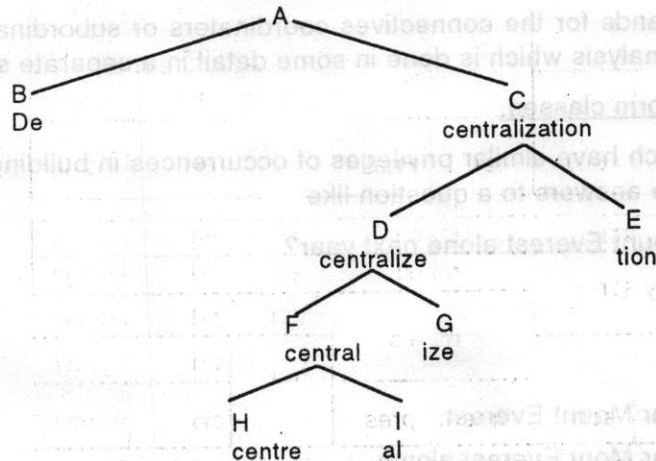 A
B C
De centralization
D E
centralize tion
F G
central ize
H I
centre al